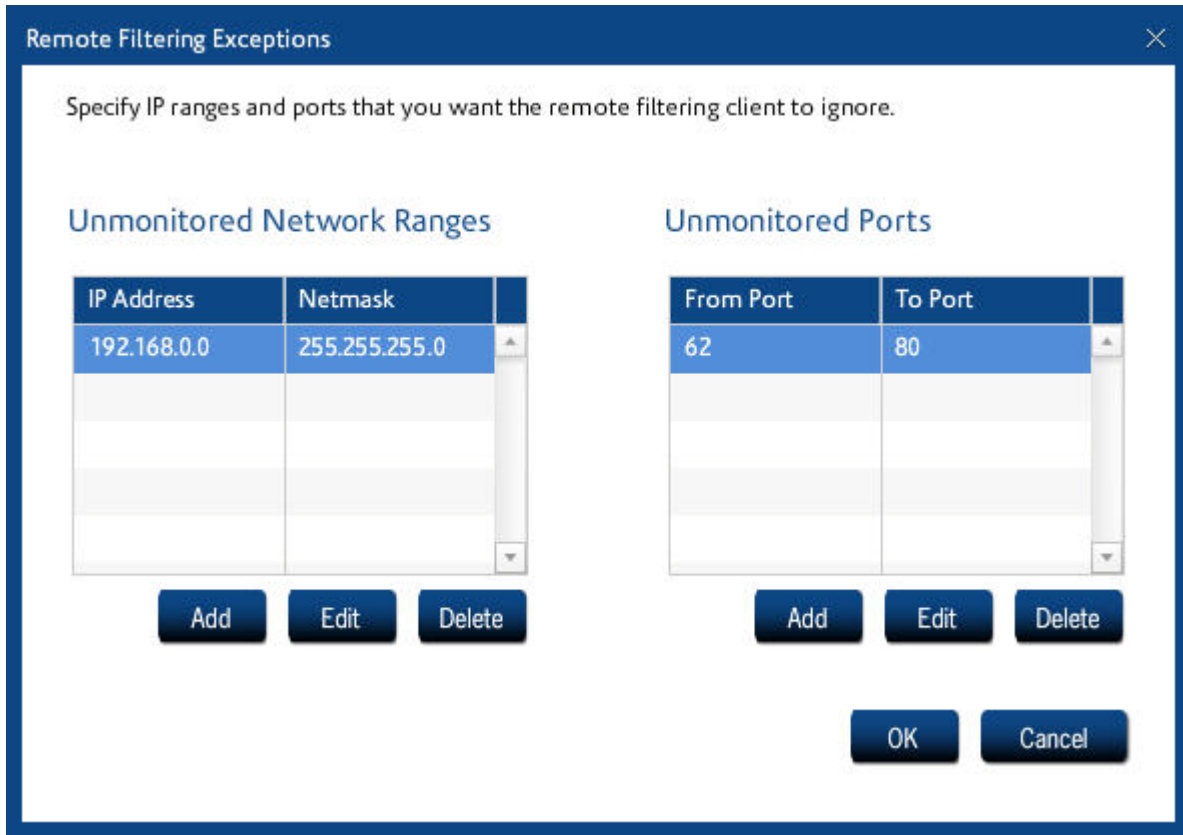 Remote Filtering Exceptions
Specify IP ranges and ports that you want the remote filtering client to ignore.
Unmonitored Network Ranges
IP Address Netmask
192.168.0.0 255.255.255.0
Add Edit Delete
Unmonitored Ports
From Port To Port
62 80
Add Edit Delete
OK Cancel